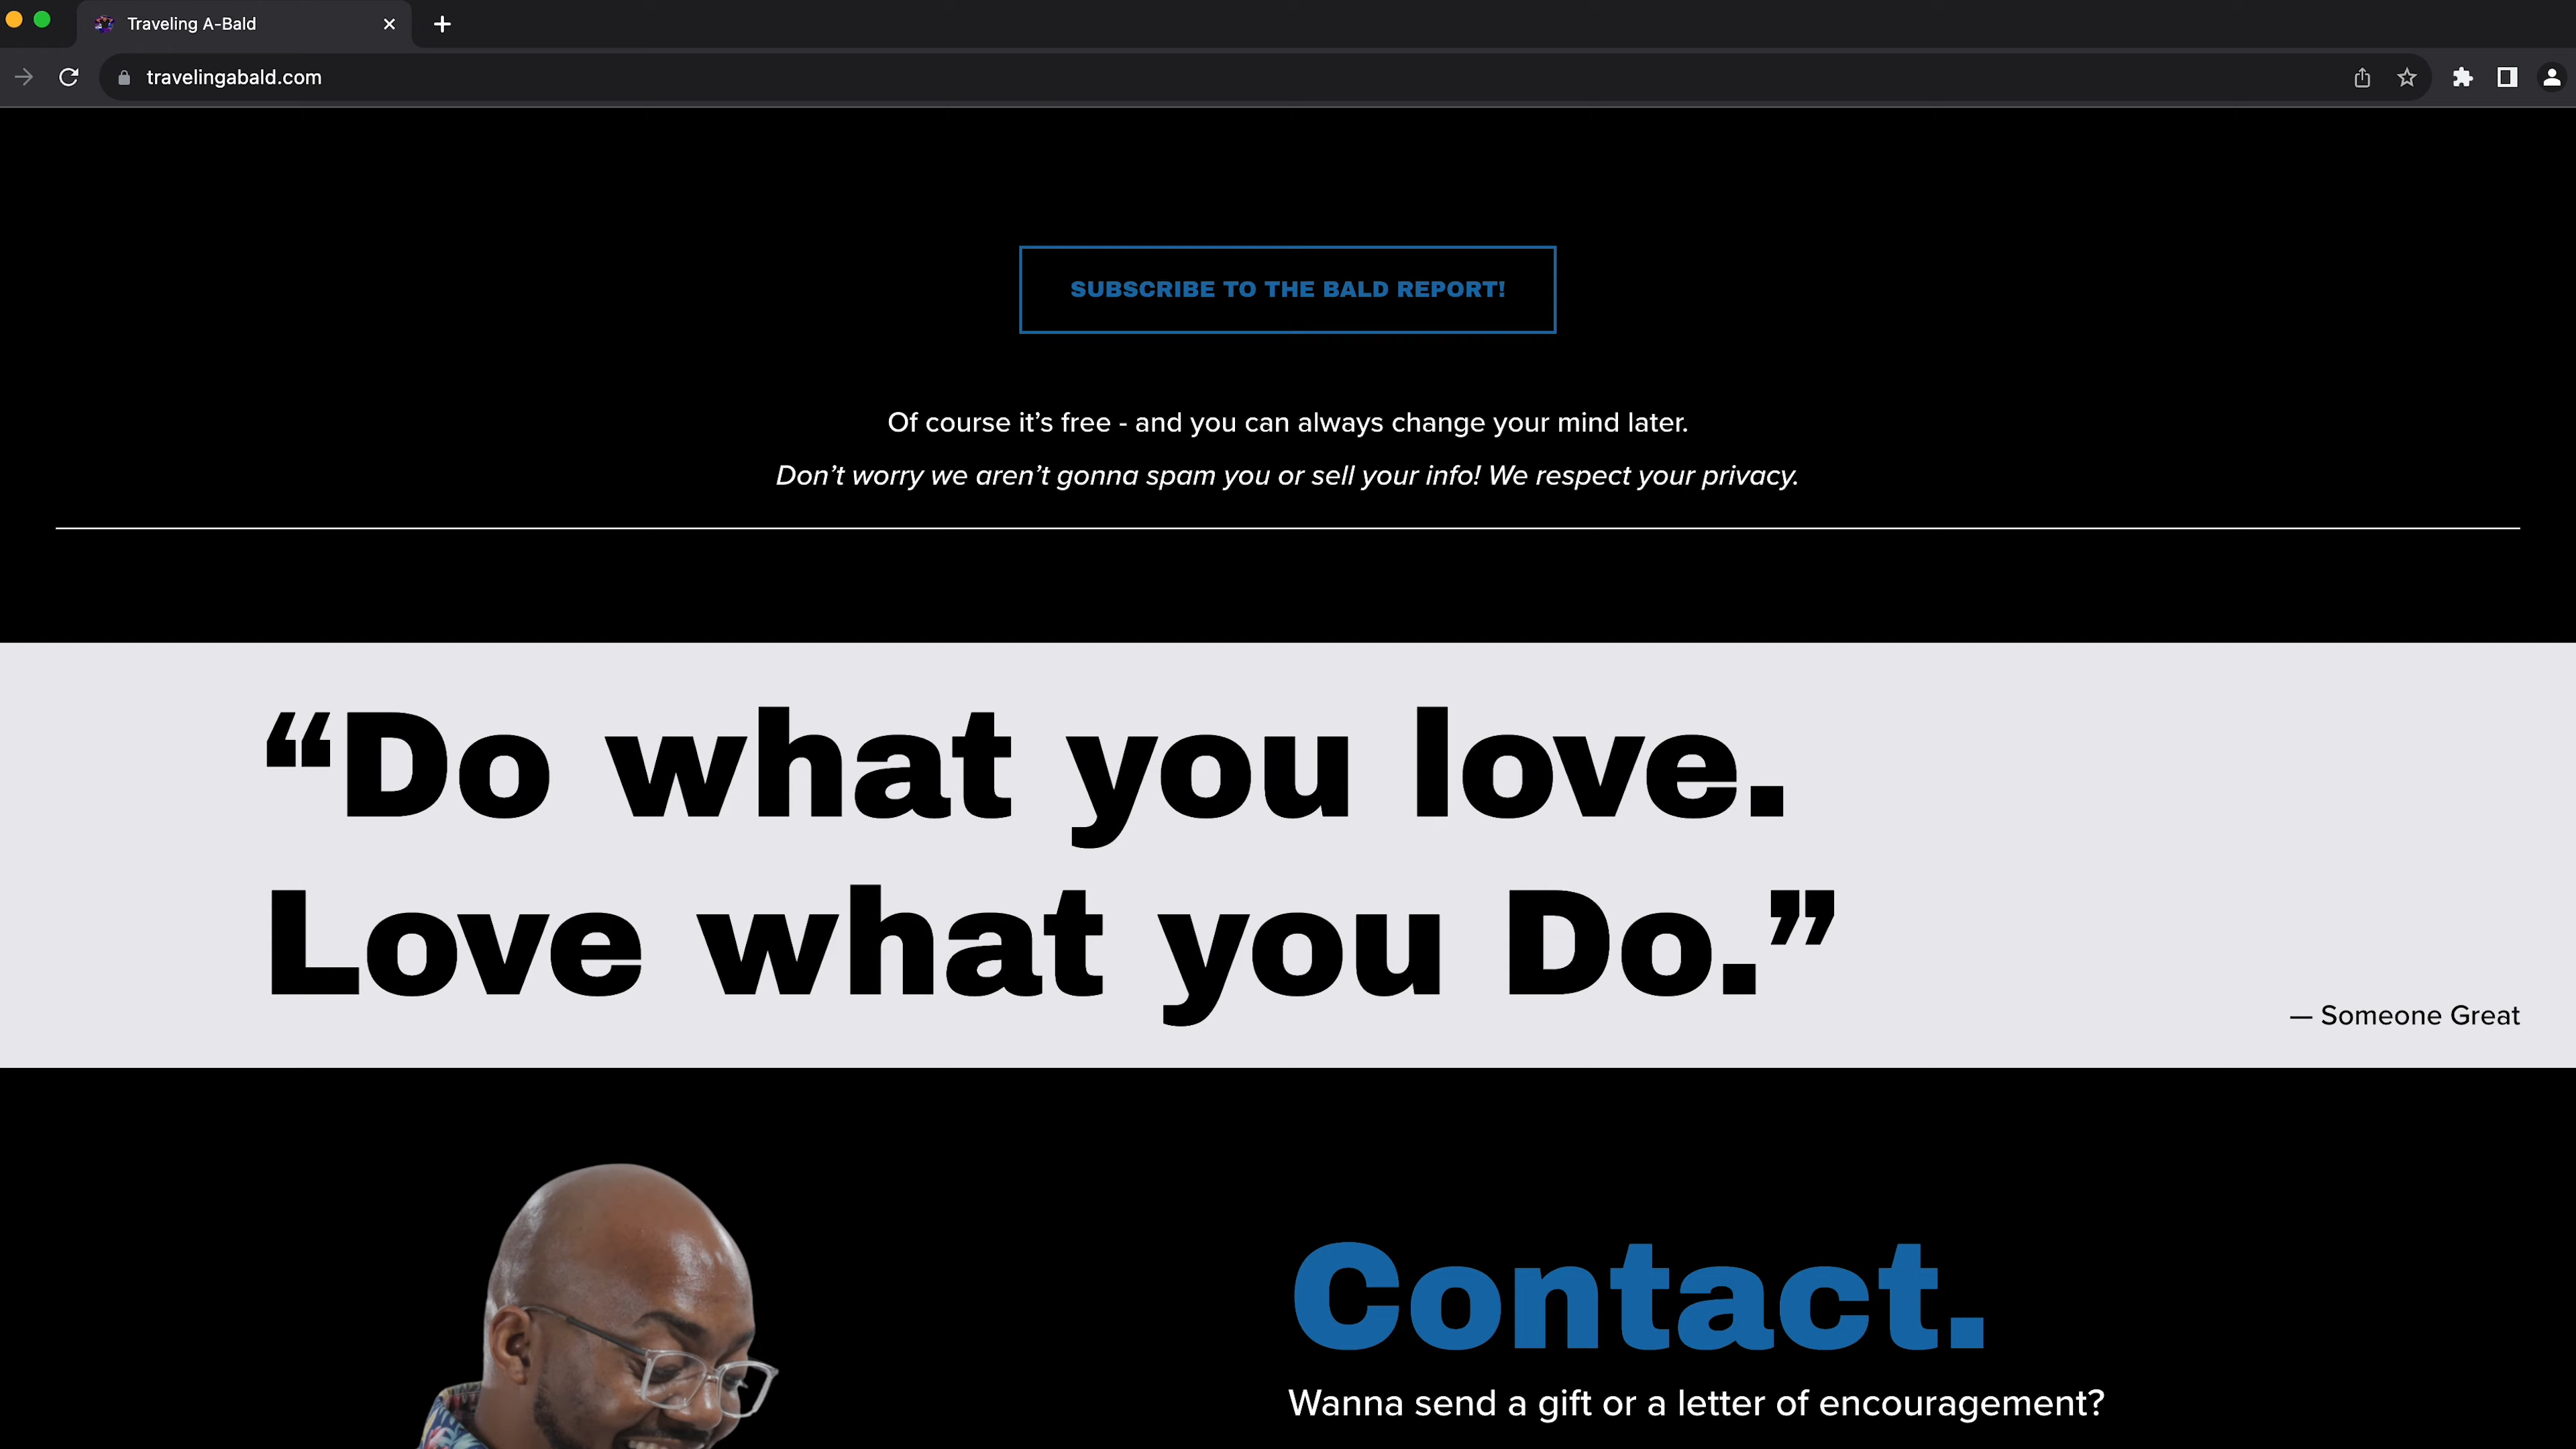 Traveling A-Bald
travelingabald.com
SUBSCRIBE TO THE BALD REPORT!
Of course it’s free - and you can always change your mind later.
Don’t worry we aren’t gonna spam you or sell your info! We respect your privacy.
“Do what you love.
Love what you Do.”
— Someone Great
Contact.
Wanna send a gift or a letter of encouragement?